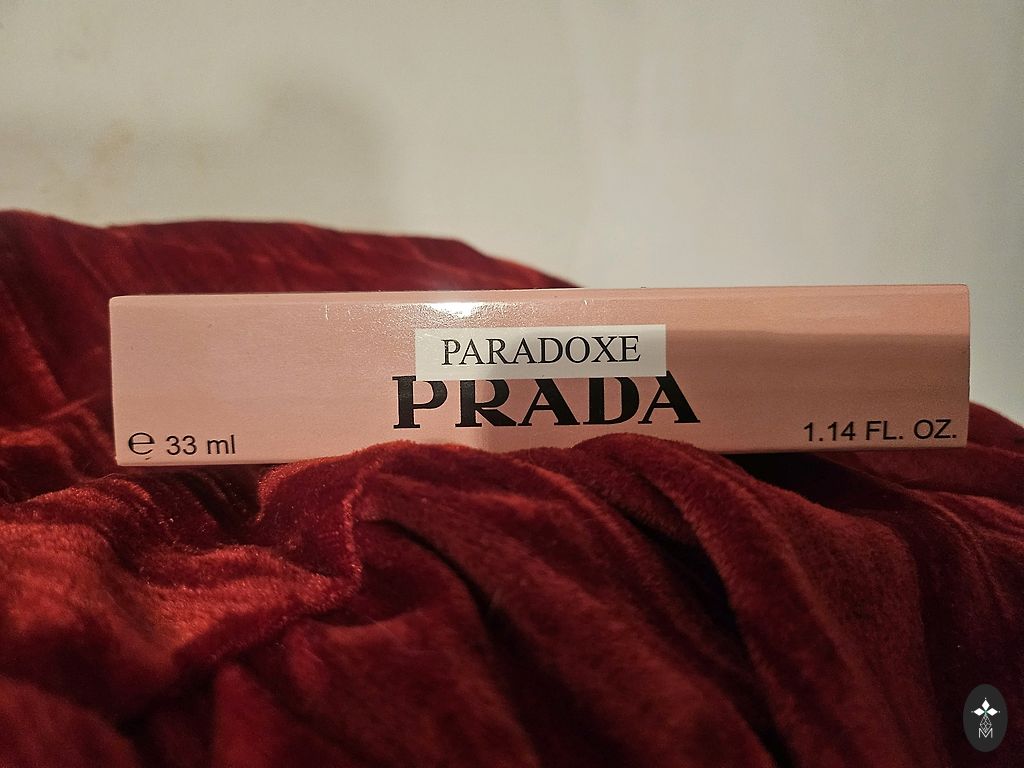 PARADOXE
PRADA
℮ 33 ml
1.14 FL. OZ.
M